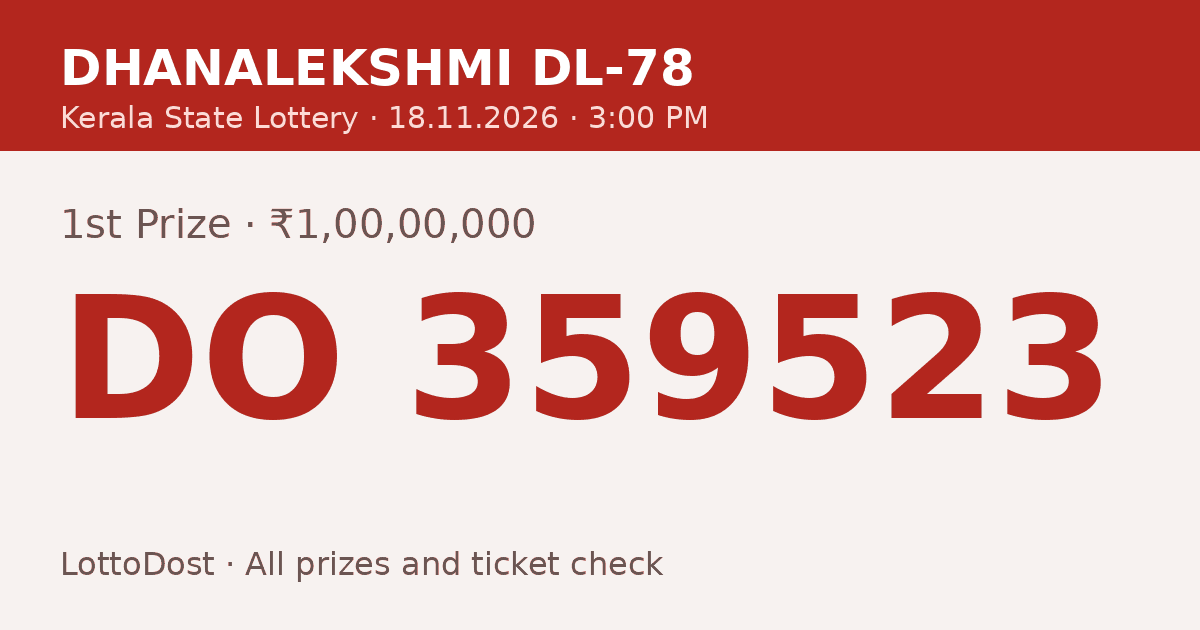 DHANALEKSHMI DL-78
Kerala State Lottery · 18.11.2026 · 3:00 PM
1st Prize · ₹1,00,00,000
DO 359523
LottoDost · All prizes and ticket check